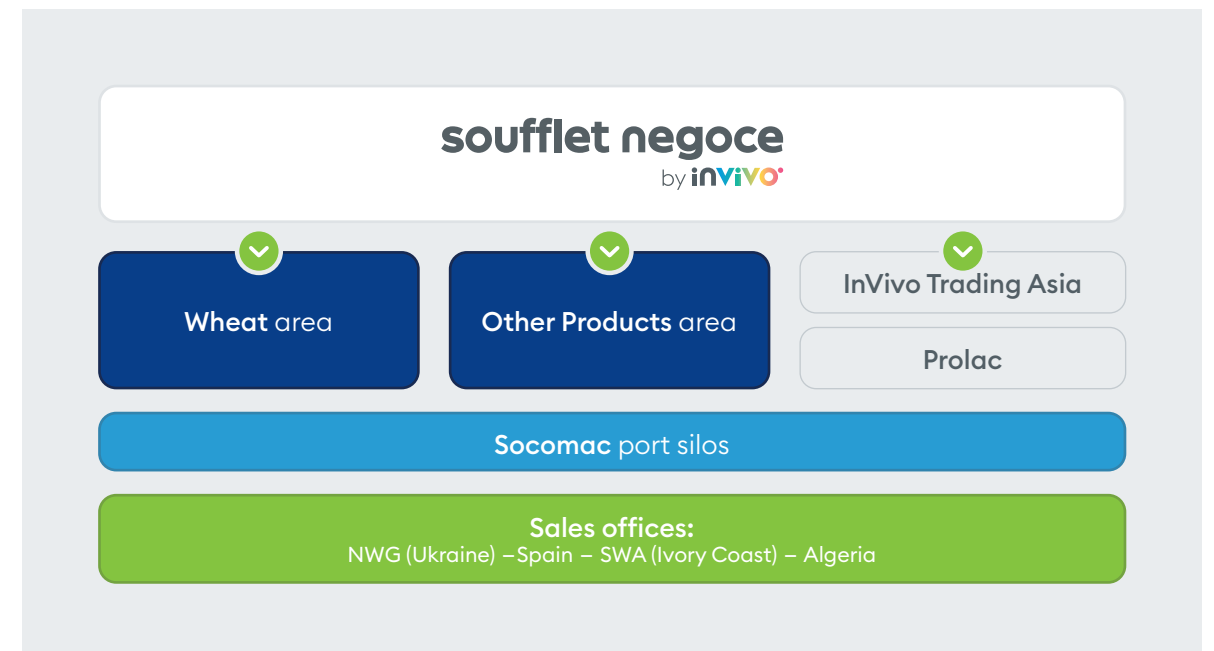 soufflet negoce
by invivo
Wheat area
Other Products area
InVivo Trading Asia
Prolac
Socomac port silos
Sales offices:
NWG (Ukraine) –Spain – SWA (Ivory Coast) – Algeria